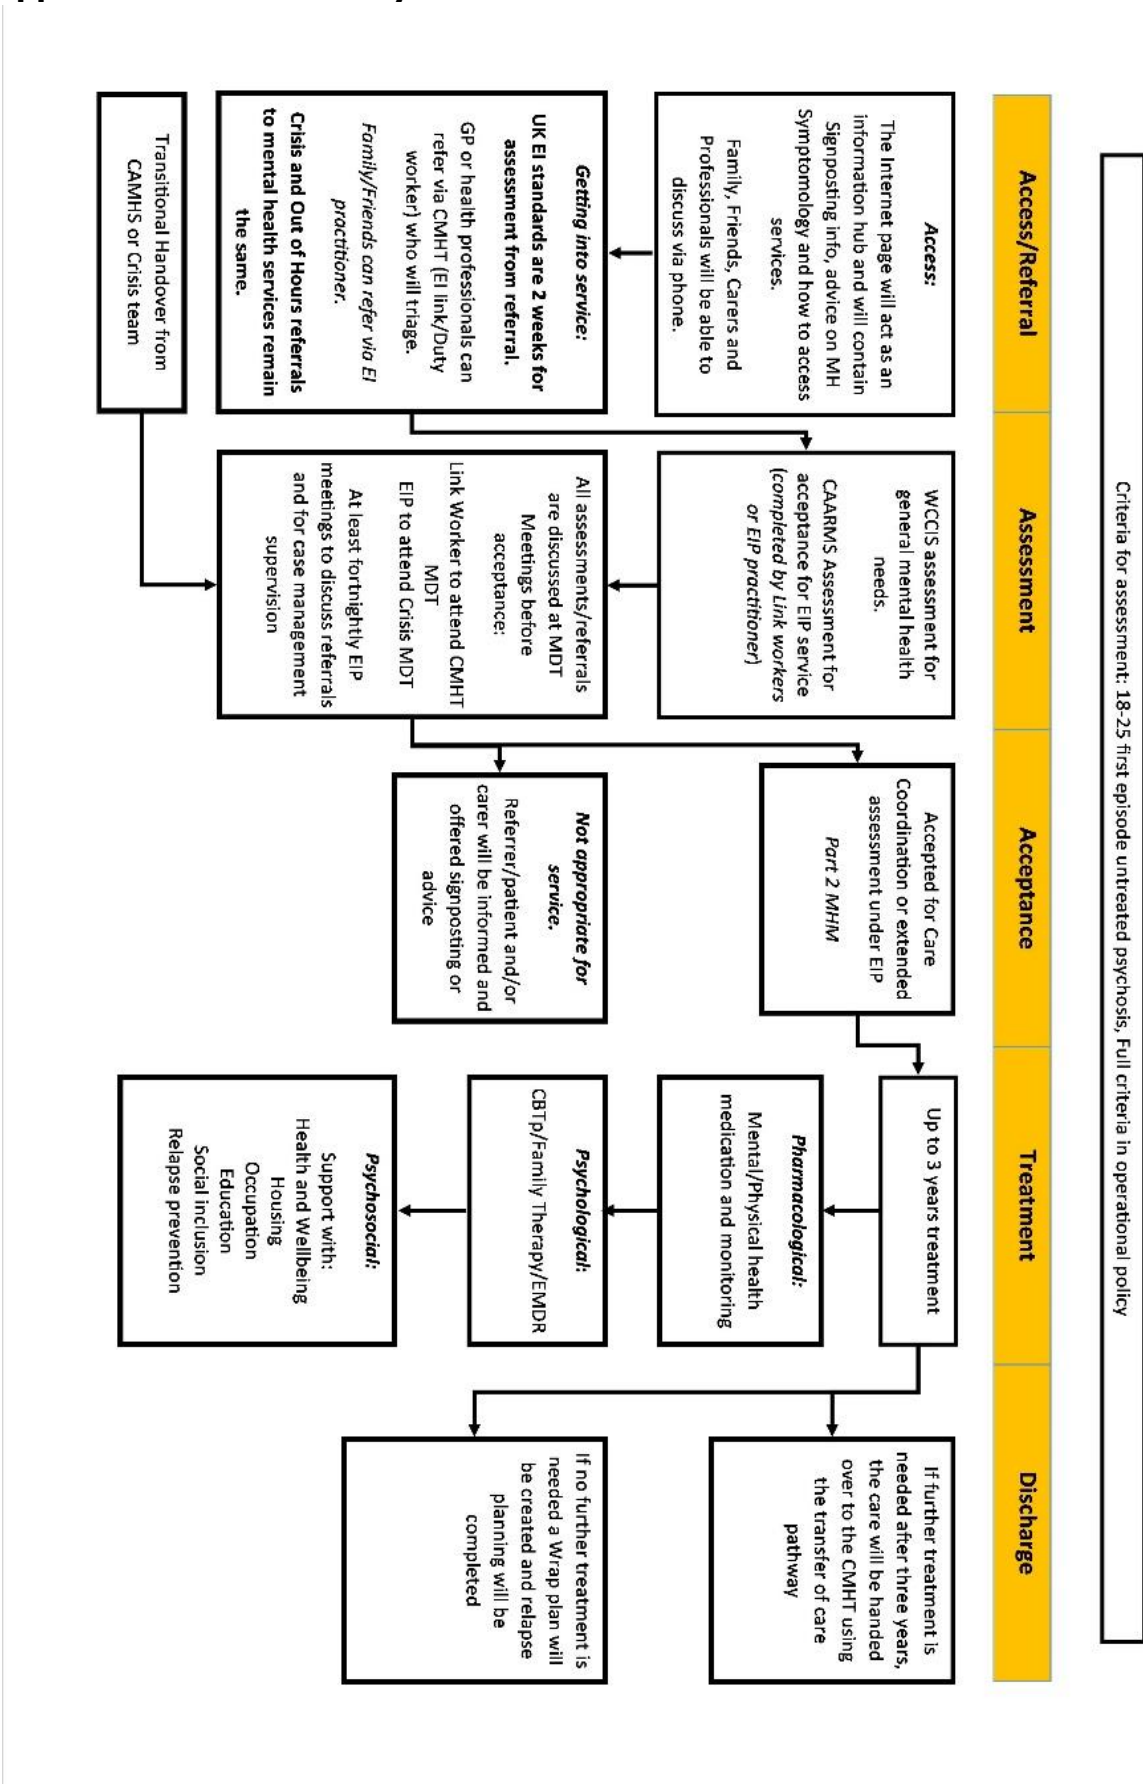 Criteria for assessment: 18-25 first episode untreated psychosis, Full criteria in operational policy
Access/Referral
Assessment
Acceptance
Treatment
Discharge
Access:
The Internet page will act as an
information hub and will contain
Signposting info, advice on MH
Symptomology and how to access
services.
Family, Friends, Carers and
Professionals will be able to
discuss via phone.
Getting into service:
UK EI standards are 2 weeks for
assessment from referral.
GP or health professionals can
refer via CMHT (EI link/Duty
worker) who will triage.
Family/Friends can refer via EI
practitioner.
Crisis and Out of Hours referrals
to mental health services remain
the same.
Transitional Handover from
CAMHS or Crisis team
WCCIS assessment for
general mental health
needs.
CAARMS Assessment for
acceptance for EIP service
(completed by Link workers
or EIP practitioner)
All assessments/referrals
are discussed at MDT
Meetings before
acceptance:
Link Worker to attend CMHT
MDT
EIP to attend Crisis MDT
At least fortnightly EIP
meetings to discuss referrals
and for case management
supervision
Accepted for Care
Coordination or extended
assessment under EIP
Part 2 MHM
Not appropriate for
service.
Referrer/patient and/or
carer will be informed and
offered signposting or
advice
Up to 3 years treatment
Pharmacological:
Mental/Physical health
medication and monitoring
Psychological:
CBTp/Family Therapy/EMDR
Psychosocial:
Support with:
Health and Wellbeing
Housing
Occupation
Education
Social inclusion
Relapse prevention
If further treatment is
needed after three years,
the care will be handed
over to the CMHT using
the transfer of care
pathway
If no further treatment is
needed a Wrap plan will
be created and relapse
planning will be
completed